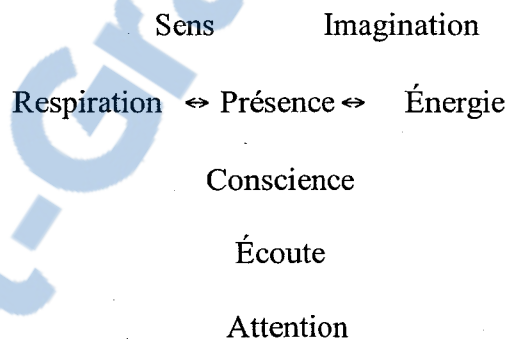 Sens Imagination
Respiration ⇔ Présence ⇔ Énergie
Conscience
Écoute
Attention